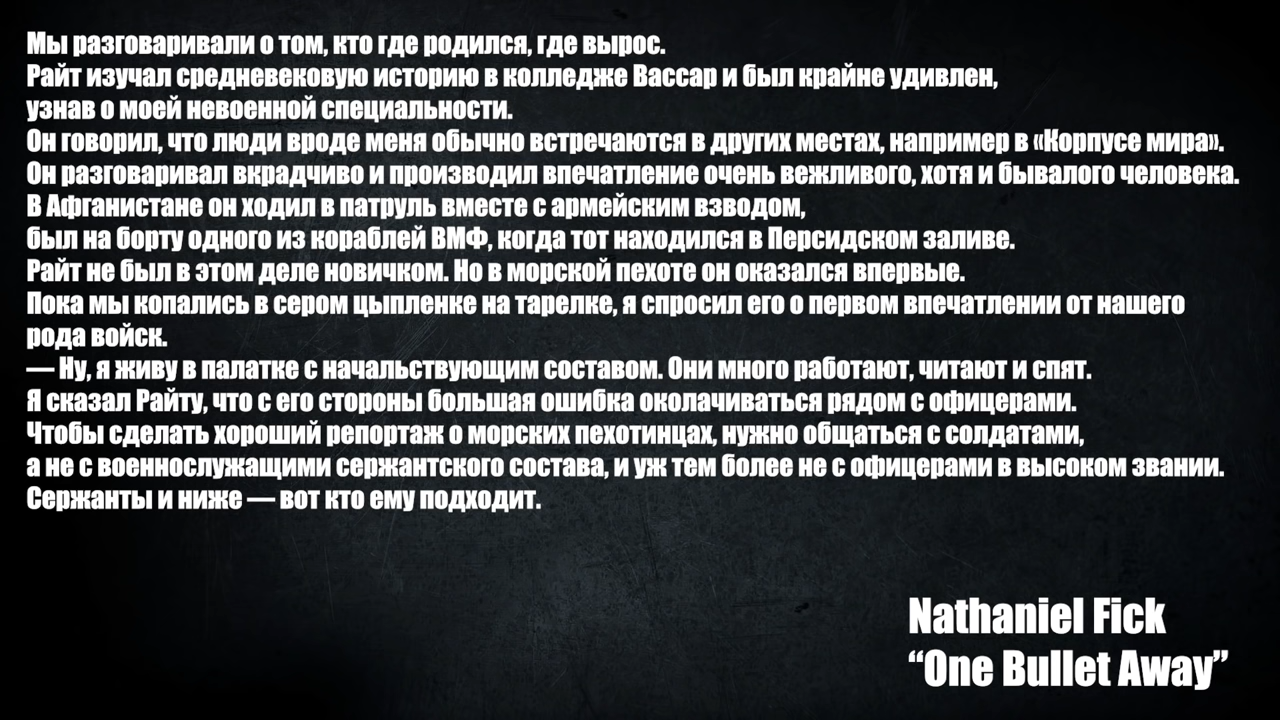 Мы разговаривали о том, кто где родился, где вырос.
Райт изучал средневековую историю в колледже Вассар и был крайне удивлен,
узнав о моей невоенной специальности.
Он говорил, что люди вроде меня обычно встречаются в других местах, например в «Корпусе мира».
Он разговаривал вкрадчиво и производил впечатление очень вежливого, хотя и бывалого человека.
В Афганистане он ходил в патруль вместе с армейским взводом,
был на борту одного из кораблей ВМФ, когда тот находился в Персидском заливе.
Райт не был в этом деле новичком. Но в морской пехоте он оказался впервые.
Пока мы копались в сером цыпленке на тарелке, я спросил его о первом впечатлении от нашего
рода войск.
— Ну, я живу в палатке с начальствующим составом. Они много работают, читают и спят.
Я сказал Райту, что с его стороны большая ошибка околачиваться рядом с офицерами.
Чтобы сделать хороший репортаж о морских пехотинцах, нужно общаться с солдатами,
а не с военнослужащими сержантского состава, и уж тем более не с офицерами в высоком звании.
Сержанты и ниже — вот кто ему подходит.
Nathaniel Fick
“One Bullet Away”